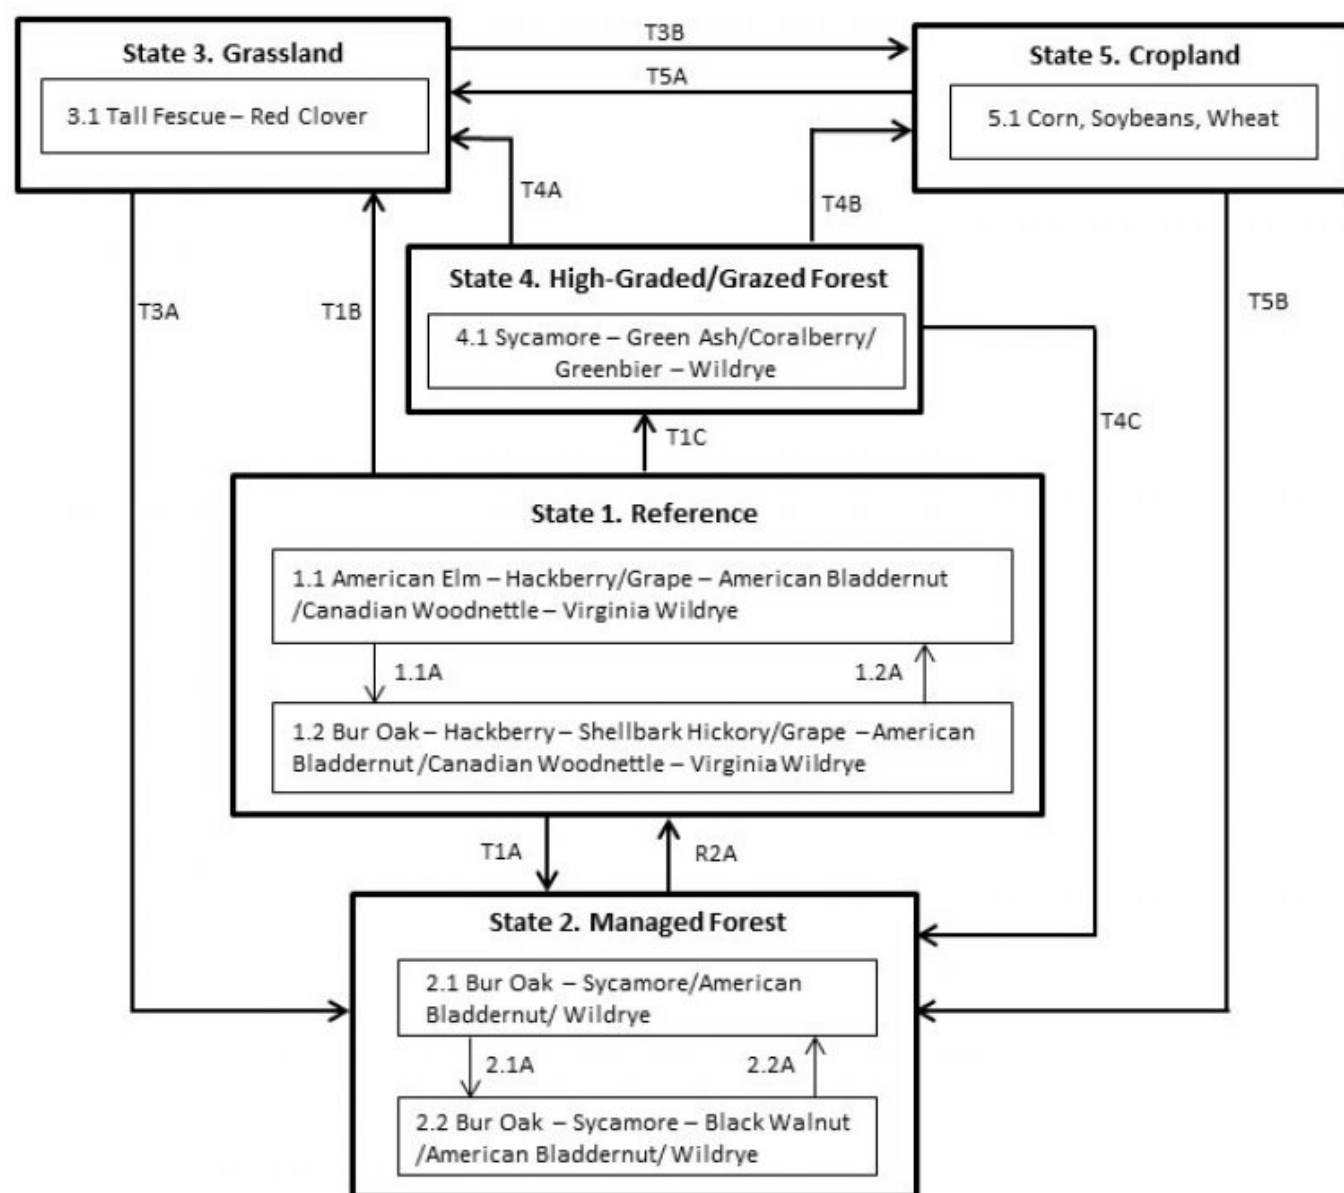 State 3. Grassland
3.1 Tall Fescue – Red Clover
T3B
T5A
State 5. Cropland
5.1 Corn, Soybeans, Wheat
T4A
T4B
T3A
T1B
State 4. High-Graded/Grazed Forest
4.1 Sycamore – Green Ash/Coralberry/
Greenbier – Wildrye
T5B
T1C
T4C
State 1. Reference
1.1 American Elm – Hackberry/Grape – American Bladdernut
/Canadian Woodnettle – Virginia Wildrye
1.1A
1.2A
1.2 Bur Oak – Hackberry – Shellbark Hickory/Grape – American
Bladdernut /Canadian Woodnettle – Virginia Wildrye
T1A
R2A
State 2. Managed Forest
2.1 Bur Oak – Sycamore/American
Bladdernut/ Wildrye
2.1A
2.2A
2.2 Bur Oak – Sycamore – Black Walnut
/American Bladdernut/ Wildrye